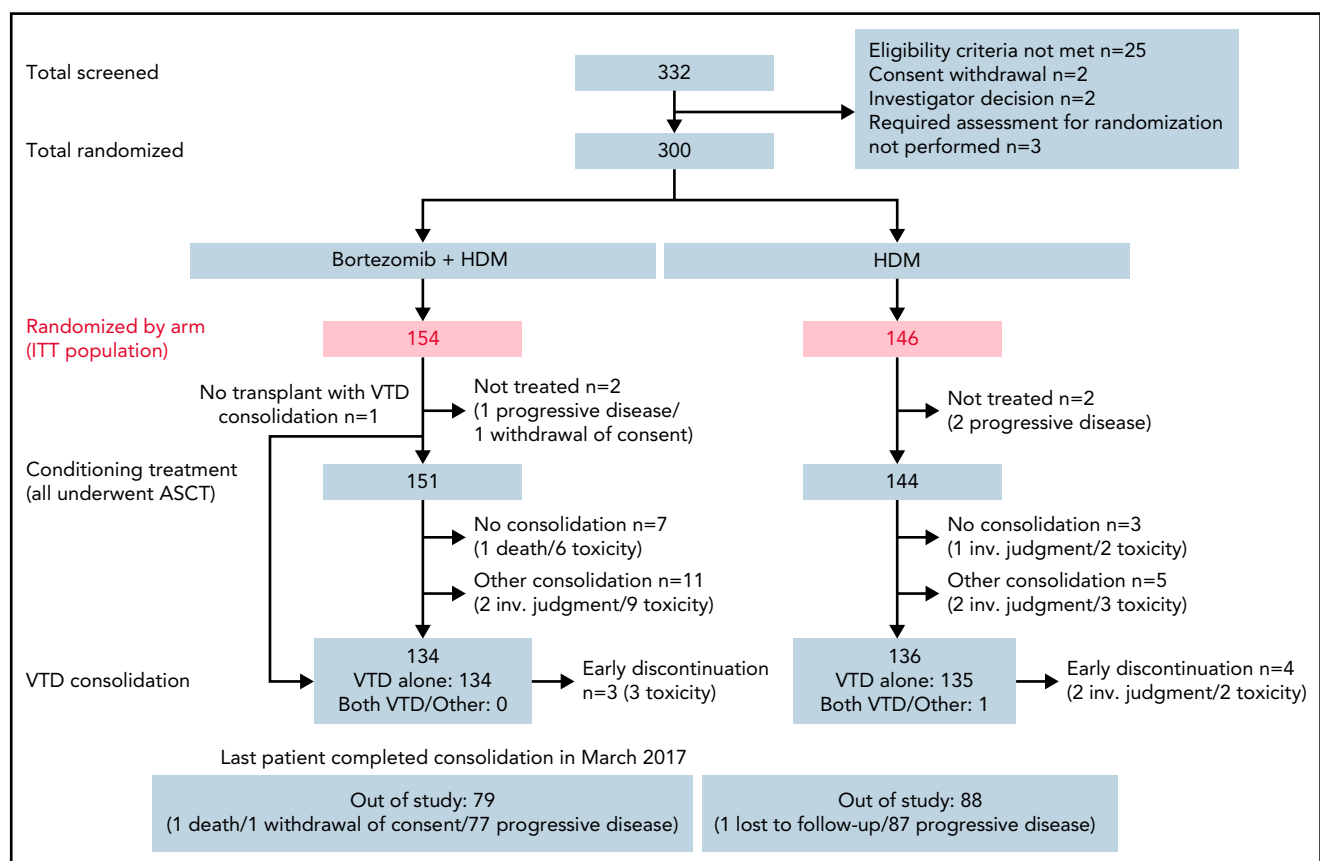 Total screened
332
Eligibility criteria not met n=25
Consent withdrawal n=2
Investigator decision n=2
Required assessment for randomization
not performed n=3
Total randomized
300
Bortezomib + HDM
HDM
Randomized by arm
(ITT population)
154
146
No transplant with VTD
consolidation n=1
Not treated n=2
(1 progressive disease/
1 withdrawal of consent)
Not treated n=2
(2 progressive disease)
Conditioning treatment
(all underwent ASCT)
151
144
No consolidation n=7
(1 death/6 toxicity)
No consolidation n=3
(1 inv. judgment/2 toxicity)
Other consolidation n=11
(2 inv. judgment/9 toxicity)
Other consolidation n=5
(2 inv. judgment/3 toxicity)
VTD consolidation
134
VTD alone: 134
Both VTD/Other: 0
Early discontinuation
n=3 (3 toxicity)
136
VTD alone: 135
Both VTD/Other: 1
Early discontinuation n=4
(2 inv. judgment/2 toxicity)
Last patient completed consolidation in March 2017
Out of study: 79
(1 death/1 withdrawal of consent/77 progressive disease)
Out of study: 88
(1 lost to follow-up/87 progressive disease)